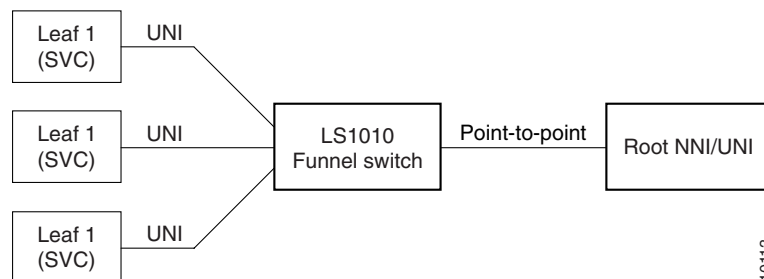 Leaf 1
(SVC)
UNI
Leaf 1
(SVC)
UNI
LS1010
Funnel switch
Point-to-point
Root NNI/UNI
Leaf 1
(SVC)
UNI